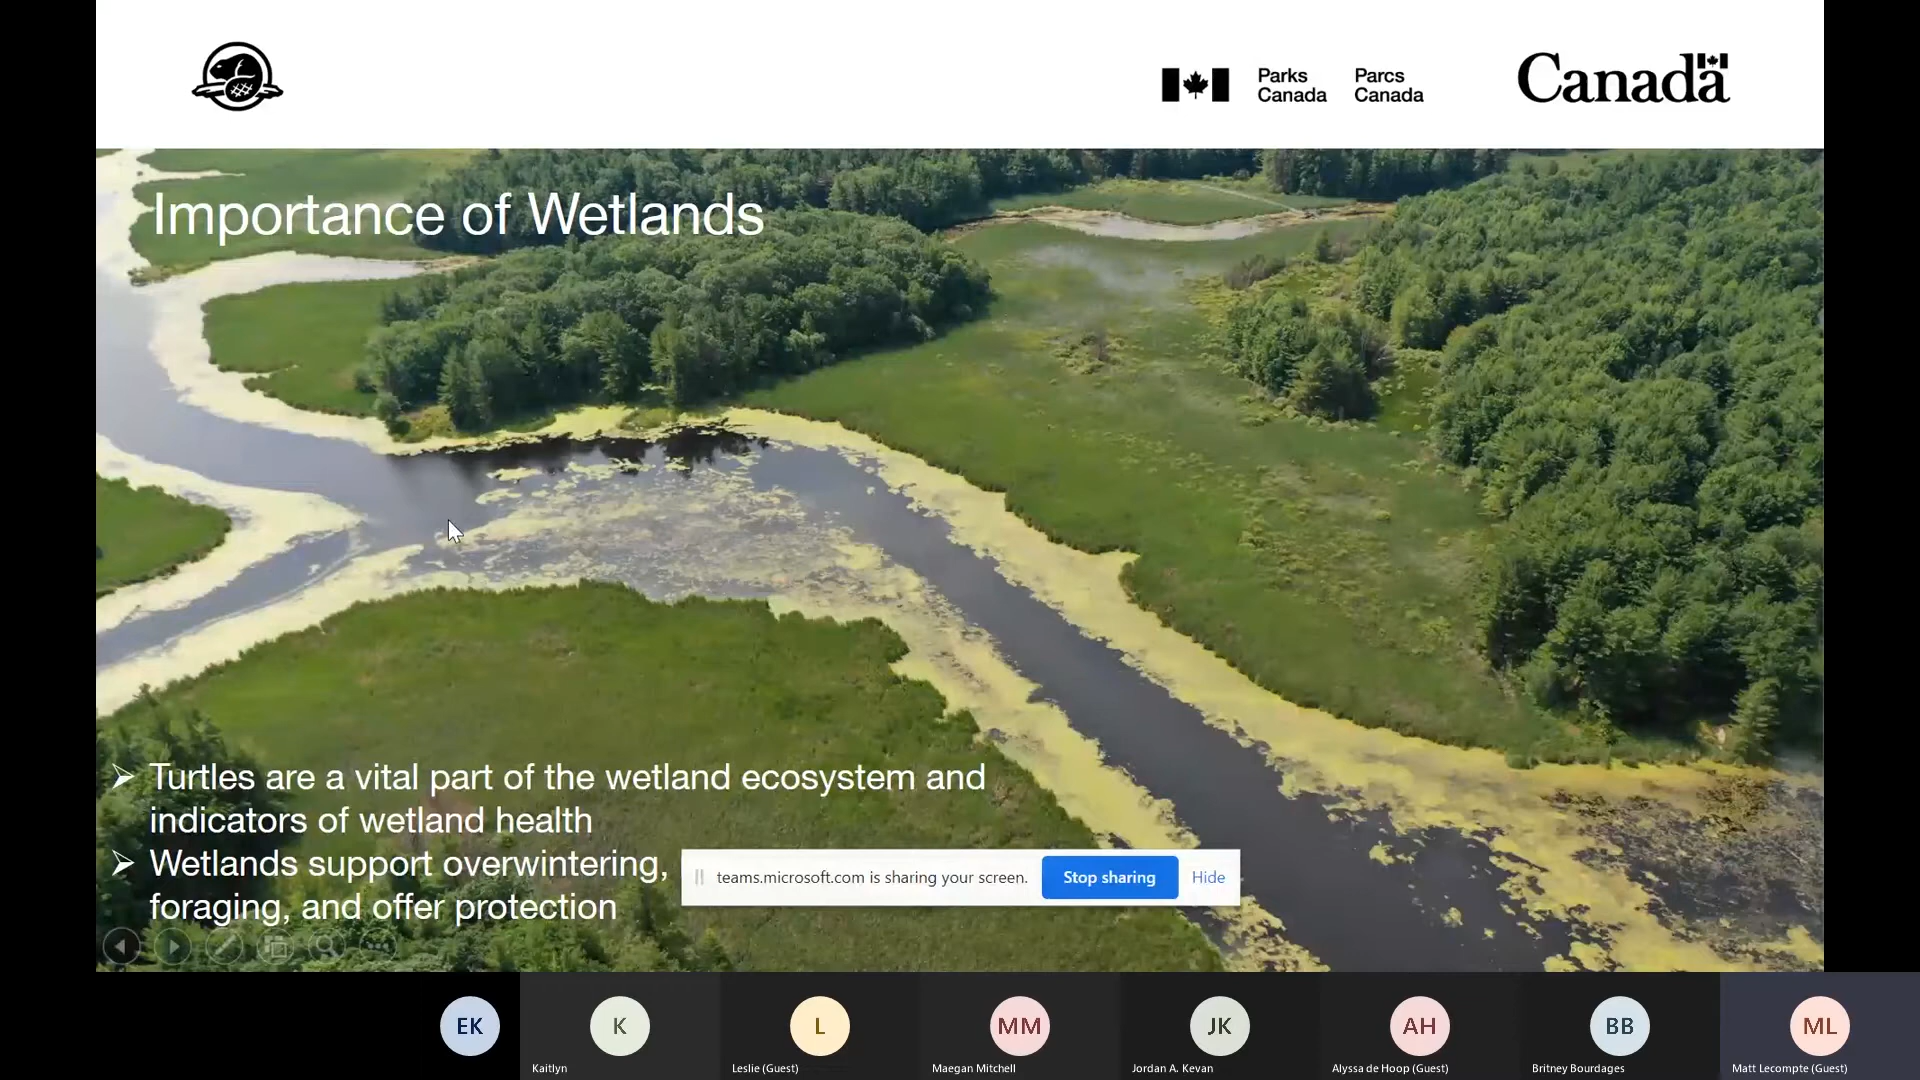 Parks Canada
Parcs Canada
Canada
Importance of Wetlands
➢ Turtles are a vital part of the wetland ecosystem and
indicators of wetland health
➢ Wetlands support overwintering,
foraging, and offer protection
teams.microsoft.com is sharing your screen.
Stop sharing
Hide
EK
K
L
MM
JK
AH
BB
ML
Kaitlyn
Leslie (Guest)
Maegan Mitchell
Jordan A. Kevan
Alyssa de Hoop (Guest)
Britney Bourdages
Matt Lecompte (Guest)